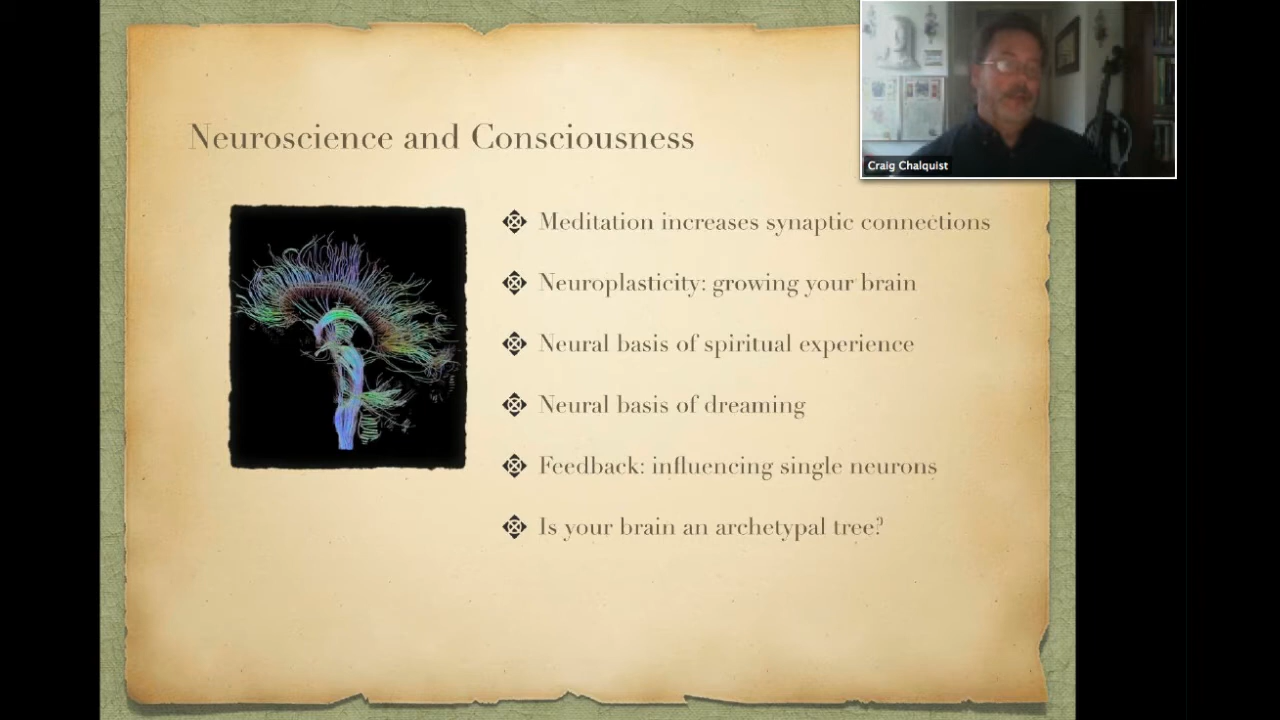 Craig Chalquist
Neuroscience and Consciousness
Meditation increases synaptic connections
Neuroplasticity: growing your brain
Neural basis of spiritual experience
Neural basis of dreaming
Feedback: influencing single neurons
Is your brain an archetypal tree?